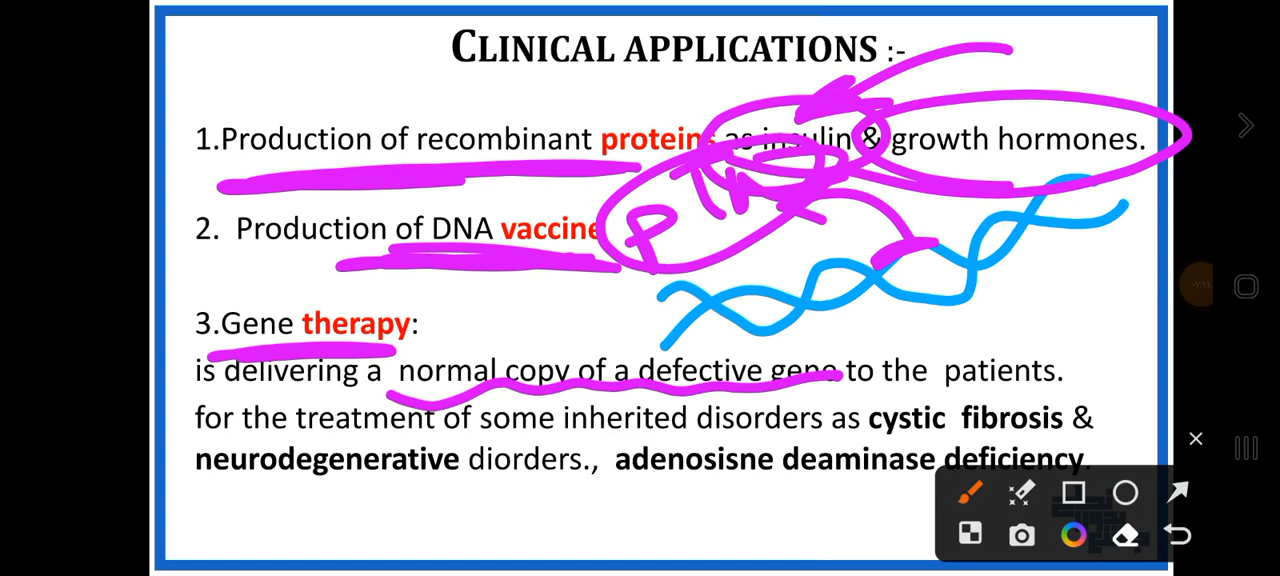 CLINICAL APPLICATIONS :-
1.Production of recombinant proteins as insulin & growth hormones.
2. Production of DNA vaccine
3.Gene therapy:
is delivering a normal copy of a defective gene to the patients.
for the treatment of some inherited disorders as cystic fibrosis &
neurodegenerative diorders., adenosisne deaminase deficiency.